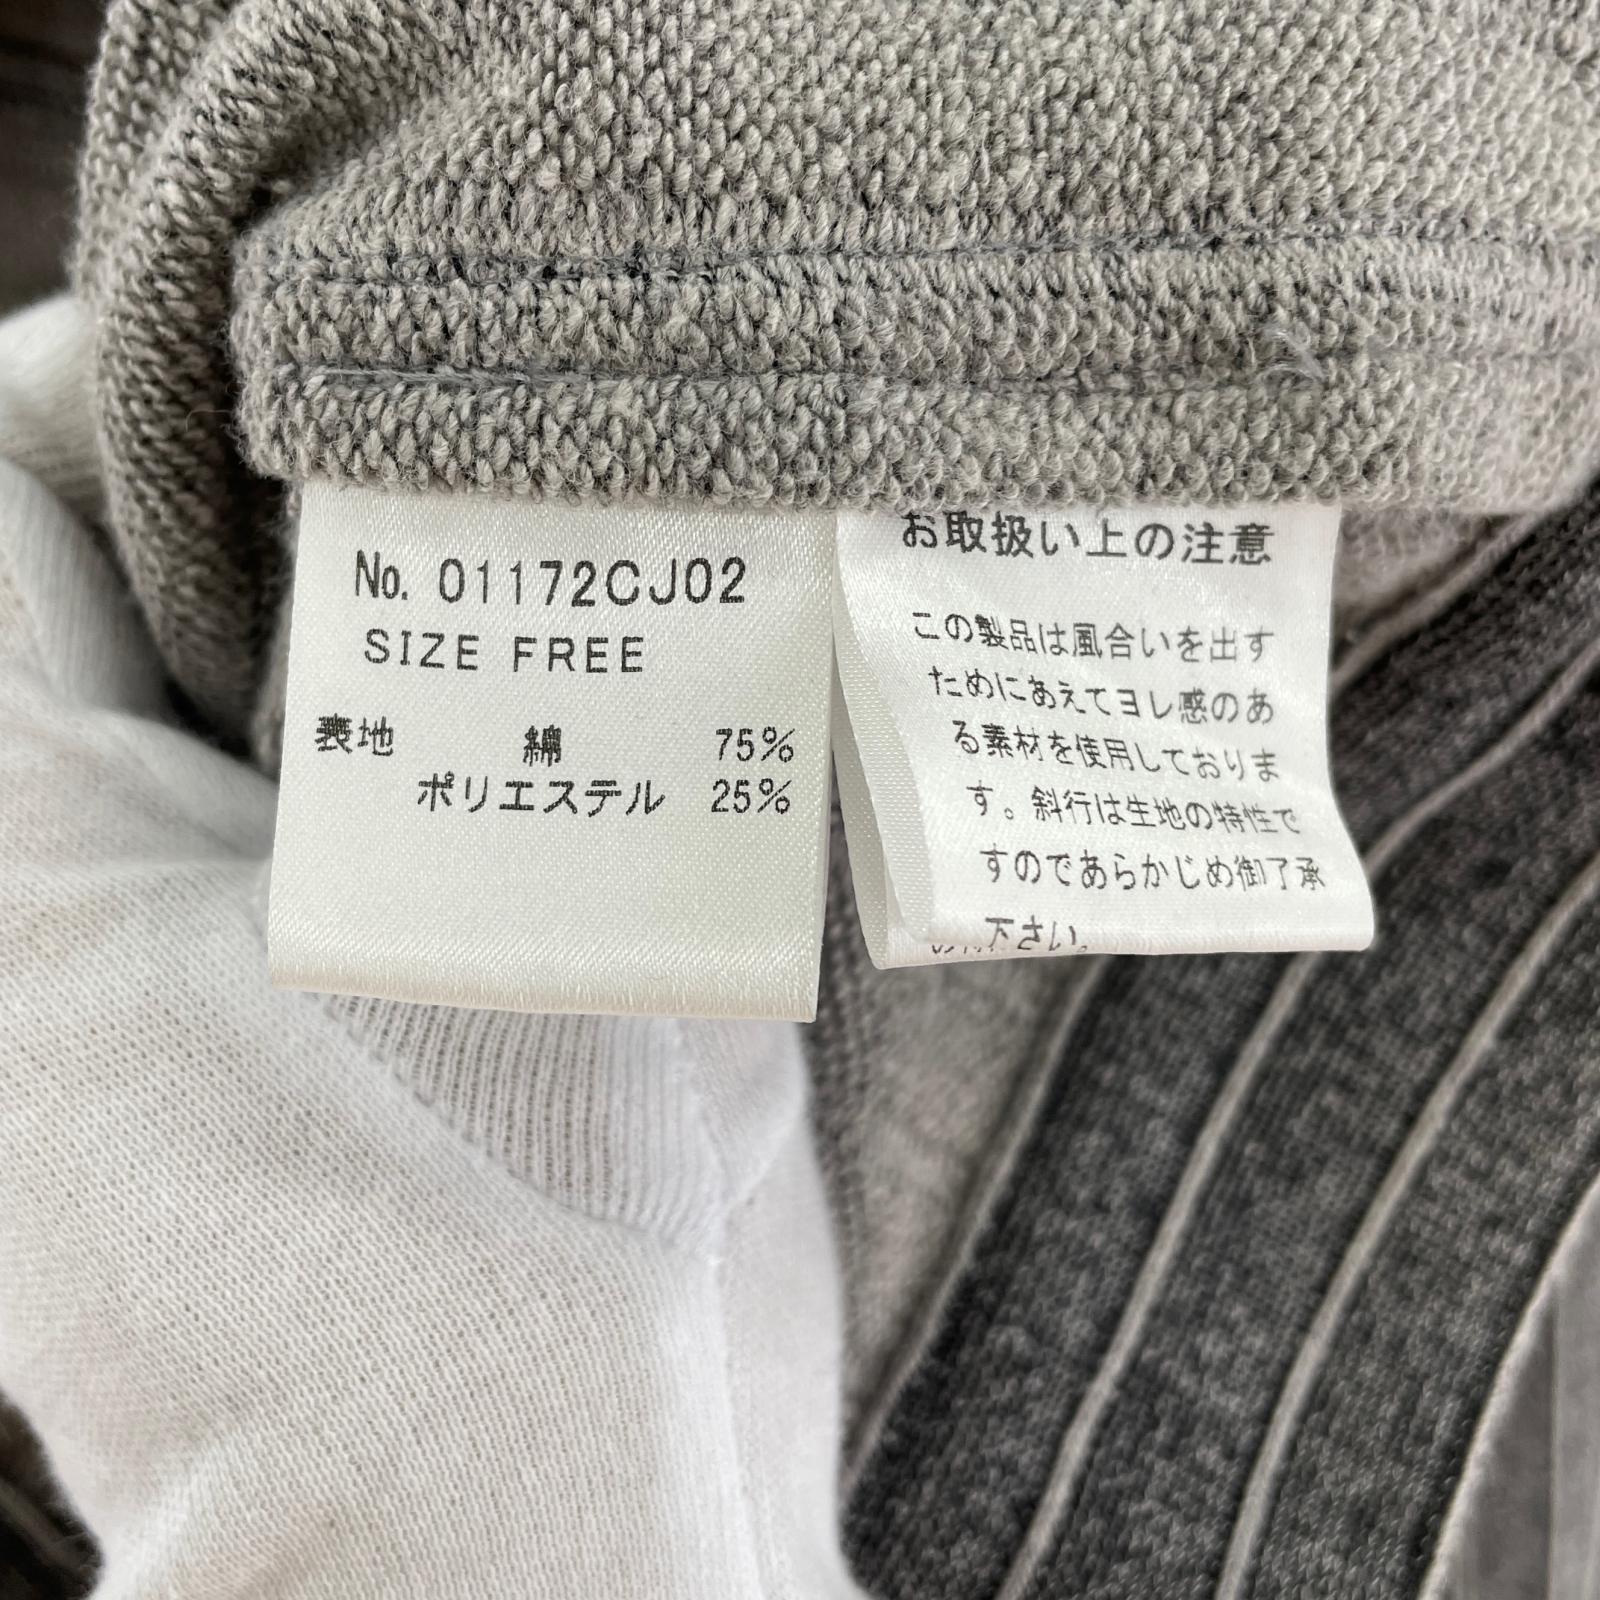 No. 01172CJ02
SIZE FREE
表地 綿 75%
ポリエステル 25%
お取扱い上の注意
この製品は風合いを出す
ためにあえてヨレ感のあ
る素材を使用しておりま
す。斜行は生地の特性で
すのであらかじめ御了承
下さい。